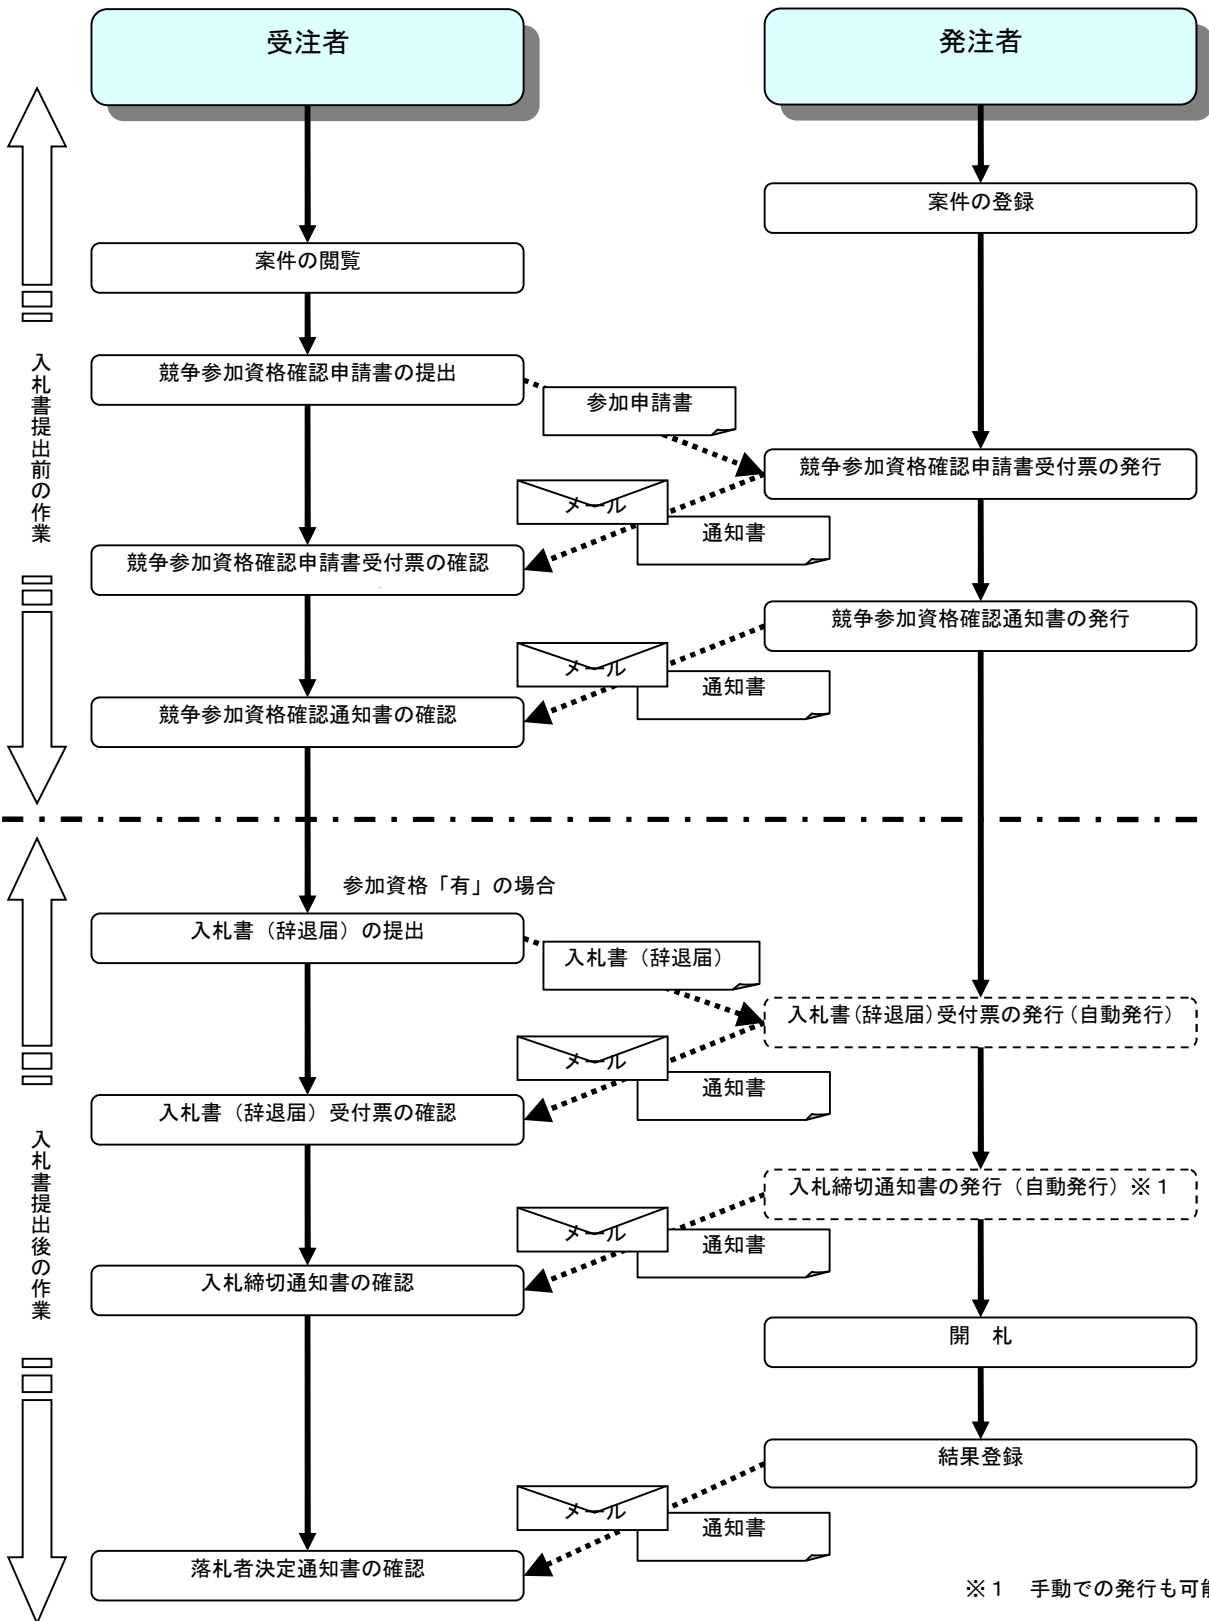 受注者
発注者
案件の登録
案件の閲覧
入札書提出前の作業
競争参加資格確認申請書の提出
参加申請書
競争参加資格確認申請書受付票の発行
メール
通知書
競争参加資格確認申請書受付票の確認
競争参加資格確認通知書の発行
メール
通知書
競争参加資格確認通知書の確認
参加資格「有」の場合
入札書（辞退届）の提出
入札書（辞退届）
入札書（辞退届）受付票の発行（自動発行）
メール
通知書
入札書（辞退届）受付票の確認
入札書提出後の作業
入札締切通知書の発行（自動発行）※１
メール
通知書
入札締切通知書の確認
開　札
結果登録
メール
通知書
落札者決定通知書の確認
※１　手動での発行も可能